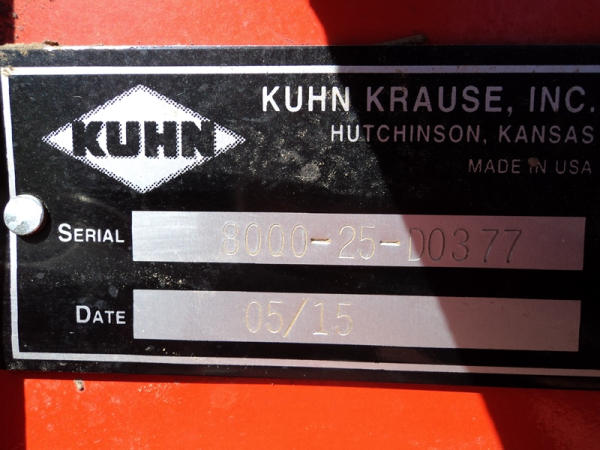 KUHN
KUHN KRAUSE, INC.
HUTCHINSON, KANSAS
MADE IN USA
SERIAL 8000-25-D0377
DATE 05/15